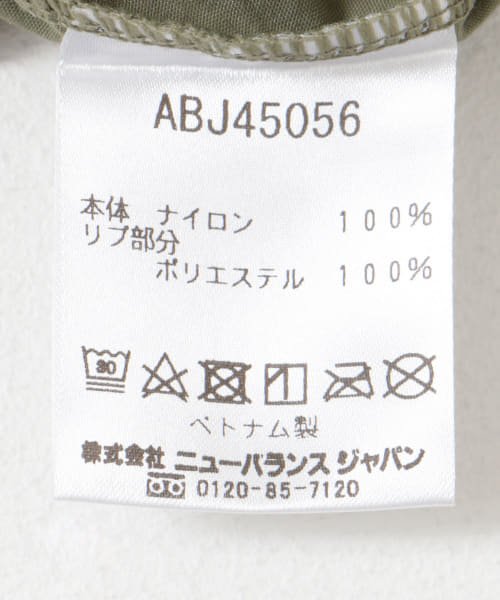 ABJ45056
本体 ナイロン 100%
リブ部分
ポリエステル 100%
30
ベトナム製
株式会社 ニューバランス ジャパン
0120-85-7120